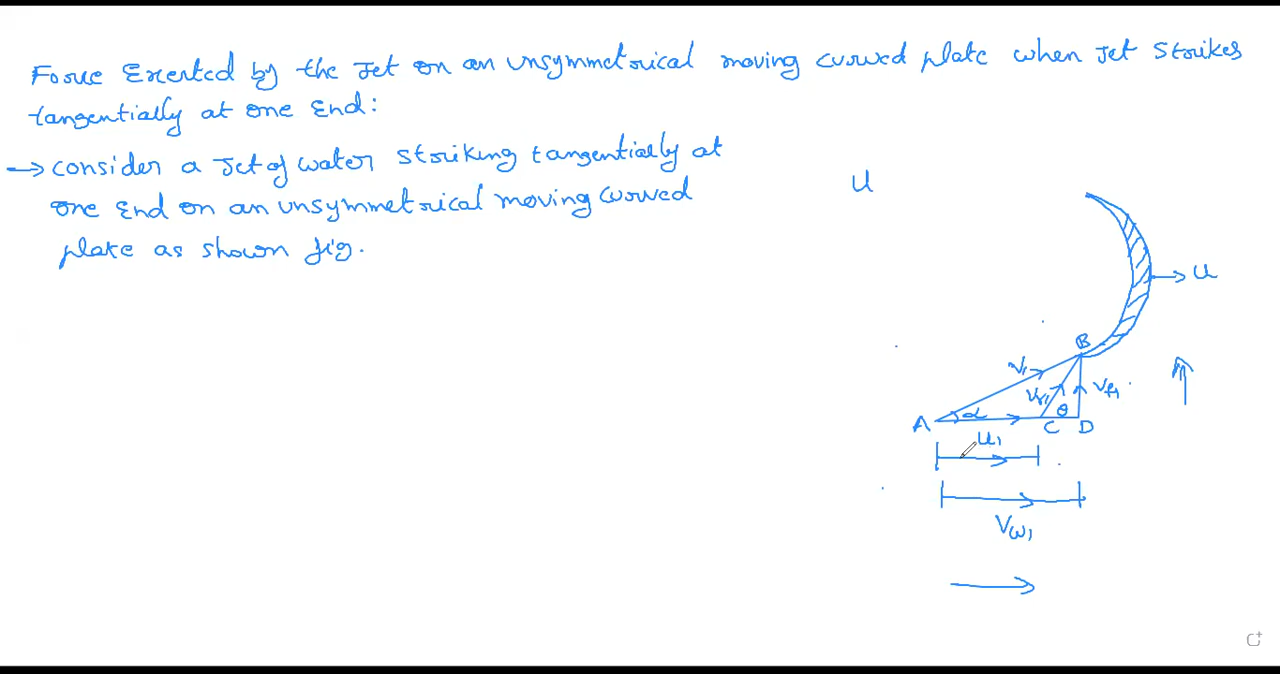 Force Exerted by the Jet on an unsymmetrical moving curved plate when Jet strikes
tangentially at one End:
→ consider a Jet of water striking tangentially at
one End on an unsymmetrical moving curved
plate as shown fig.
u
u
B
V1
Vr1
Vf1
A
α
θ
C
D
u1
Vw1